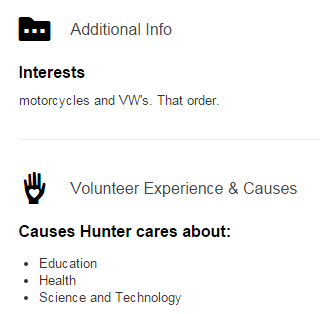 Additional Info
Interests
motorcycles and VW's. That order.
Volunteer Experience & Causes
Causes Hunter cares about:
• Education
• Health
• Science and Technology